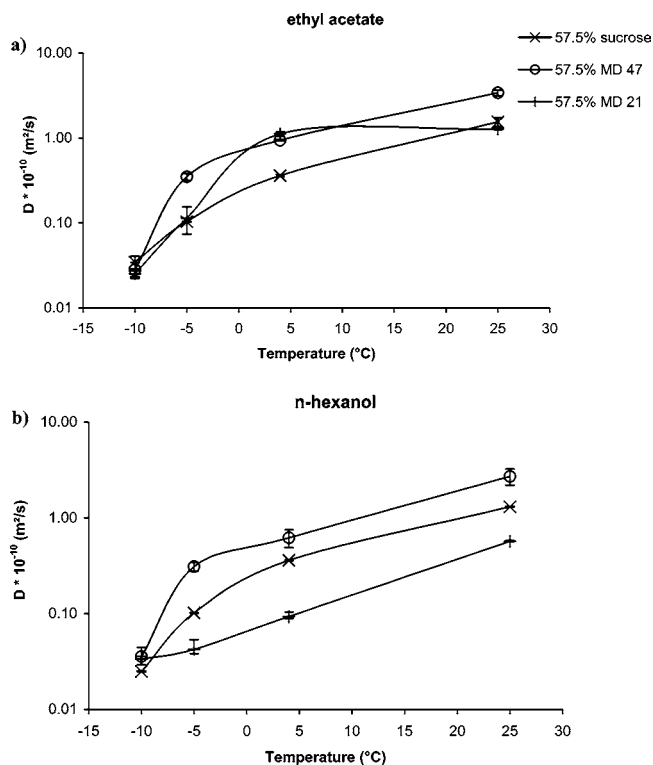 ethyl acetate
a)
57.5% sucrose
57.5% MD 47
57.5% MD 21
10.00
1.00
0.10
0.01
D * 10⁻¹⁰ (m²/s)
-15 -10 -5 0 5 10 15 20 25 30
Temperature (°C)
n-hexanol
b)
10.00
1.00
0.10
0.01
D * 10⁻¹⁰ (m²/s)
-15 -10 -5 0 5 10 15 20 25 30
Temperature (°C)